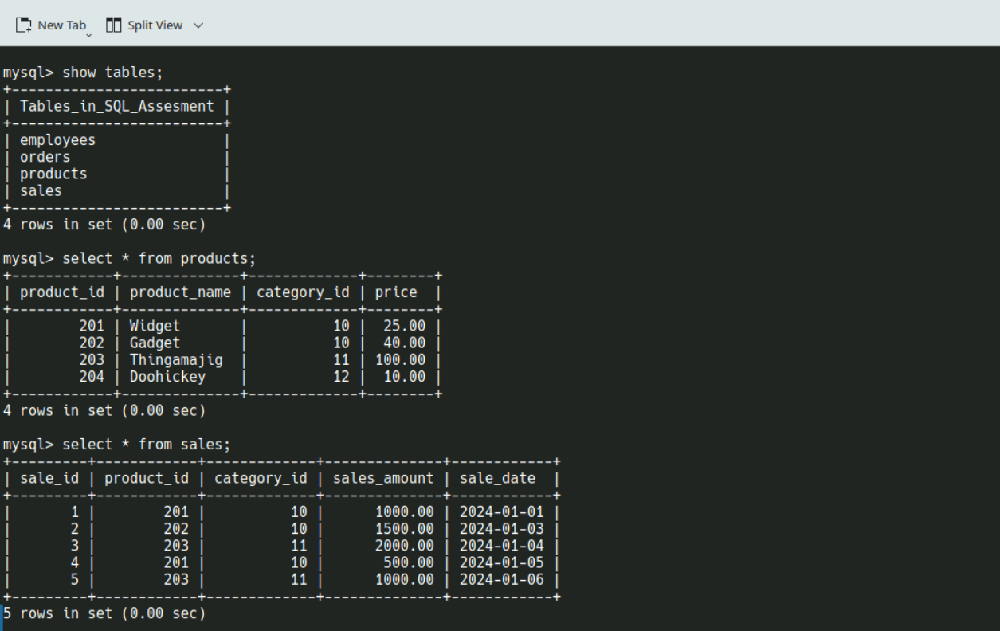 New Tab Split View
mysql> show tables;
+-------------------------+
| Tables_in_SQL_Assesment |
+-------------------------+
| employees               |
| orders                  |
| products                |
| sales                   |
+-------------------------+
4 rows in set (0.00 sec)
mysql> select * from products;
+------------+--------------+-------------+--------+
| product_id | product_name | category_id | price  |
+------------+--------------+-------------+--------+
|        201 | Widget       |          10 |  25.00 |
|        202 | Gadget       |          10 |  40.00 |
|        203 | Thingamajig  |          11 | 100.00 |
|        204 | Doohickey    |          12 |  10.00 |
+------------+--------------+-------------+--------+
4 rows in set (0.00 sec)
mysql> select * from sales;
+---------+------------+-------------+--------------+------------+
| sale_id | product_id | category_id | sales_amount | sale_date  |
+---------+------------+-------------+--------------+------------+
|       1 |        201 |          10 |      1000.00 | 2024-01-01 |
|       2 |        202 |          10 |      1500.00 | 2024-01-03 |
|       3 |        203 |          11 |      2000.00 | 2024-01-04 |
|       4 |        201 |          10 |       500.00 | 2024-01-05 |
|       5 |        203 |          11 |      1000.00 | 2024-01-06 |
+---------+------------+-------------+--------------+------------+
5 rows in set (0.00 sec)